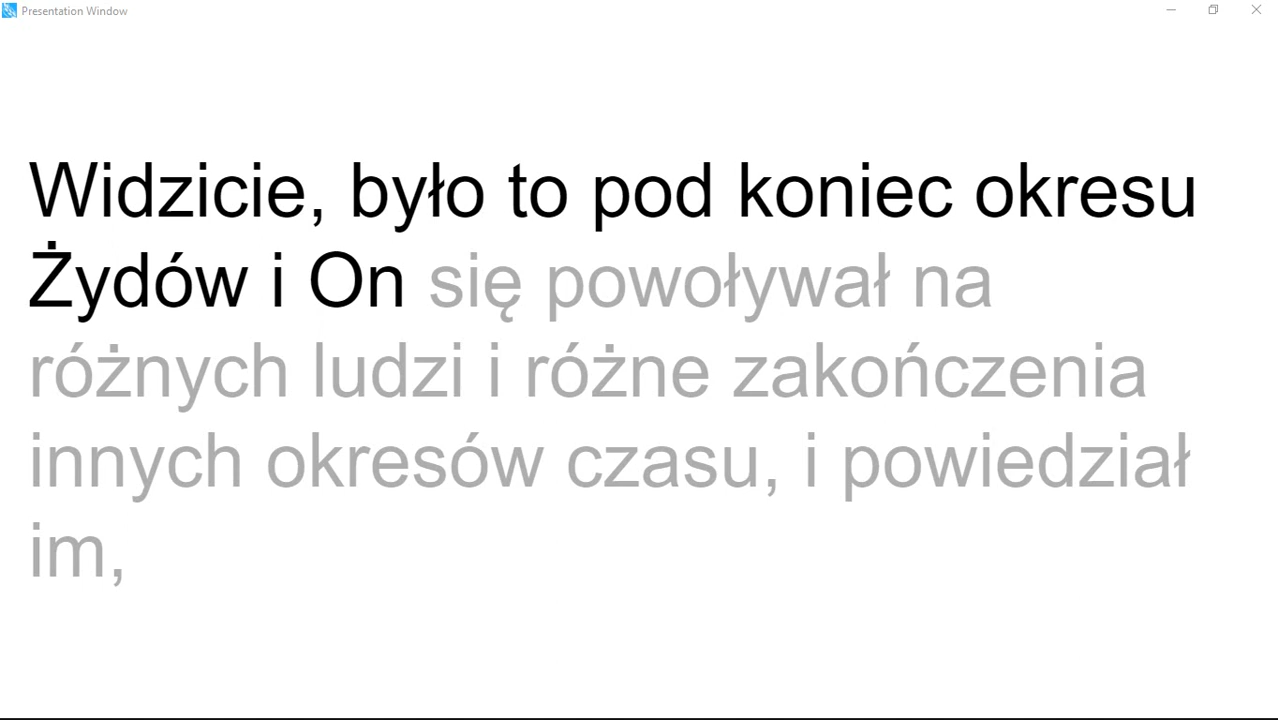 Presentation Window
Widzicie, było to pod koniec okresu
Żydów i On się powoływał na
różnych ludzi i różne zakończenia
innych okresów czasu, i powiedział
im,